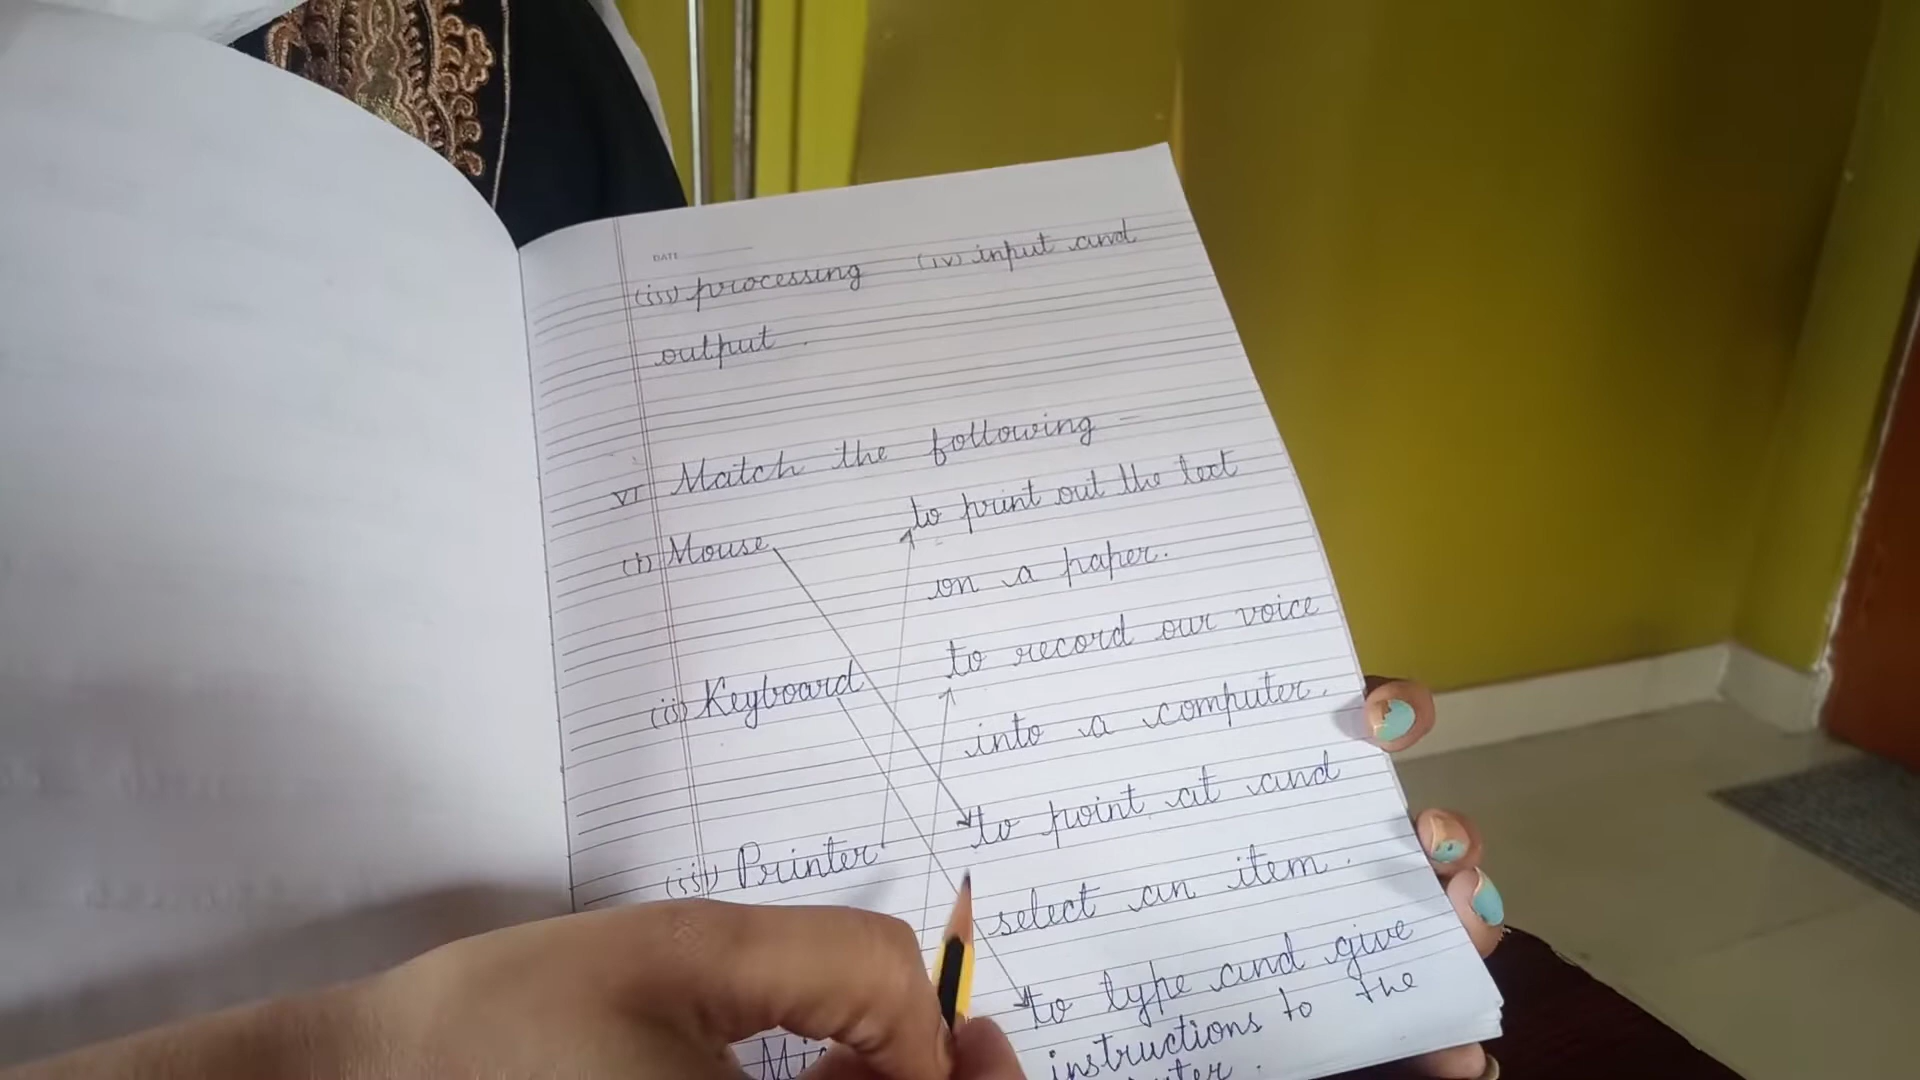 DATE
(iii) processing (iv) input and
output.
VI Match the following –
(i) Mouse to print out the text
on a paper.
(ii) Keyboard to record our voice
into a computer.
(iii) Printer to point at and
select an item.
to type and give
instructions to the